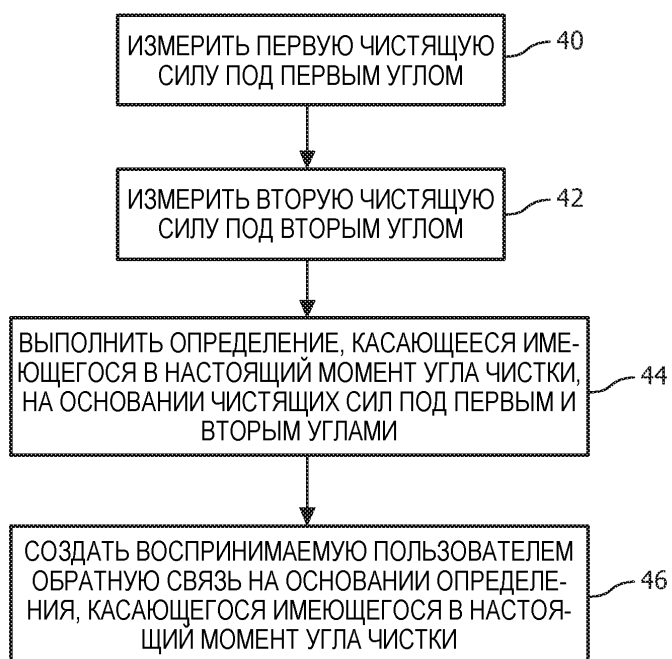 ИЗМЕРИТЬ ПЕРВУЮ ЧИСТЯЩУЮ
СИЛУ ПОД ПЕРВЫМ УГЛОМ
40
ИЗМЕРИТЬ ВТОРУЮ ЧИСТЯЩУЮ
СИЛУ ПОД ВТОРЫМ УГЛОМ
42
ВЫПОЛНИТЬ ОПРЕДЕЛЕНИЕ, КАСАЮЩЕЕСЯ ИМЕ-
ЮЩЕГОСЯ В НАСТОЯЩИЙ МОМЕНТ УГЛА ЧИСТКИ,
НА ОСНОВАНИИ ЧИСТЯЩИХ СИЛ ПОД ПЕРВЫМ И
ВТОРЫМ УГЛАМИ
44
СОЗДАТЬ ВОСПРИНИМАЕМУЮ ПОЛЬЗОВАТЕЛЕМ
ОБРАТНУЮ СВЯЗЬ НА ОСНОВАНИИ ОПРЕДЕЛЕ-
НИЯ, КАСАЮЩЕГОСЯ ИМЕЮЩЕГОСЯ В НАСТОЯ-
ЩИЙ МОМЕНТ УГЛА ЧИСТКИ
46